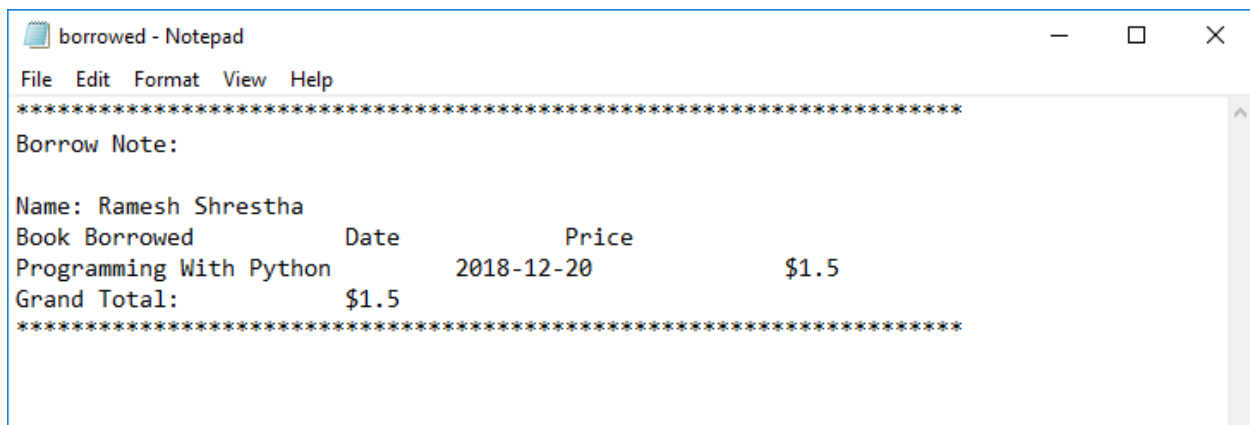 borrowed - Notepad
File Edit Format View Help
*********************************************************************
Borrow Note:
Name: Ramesh Shrestha
Book Borrowed Date Price
Programming With Python 2018-12-20 $1.5
Grand Total: $1.5
*********************************************************************